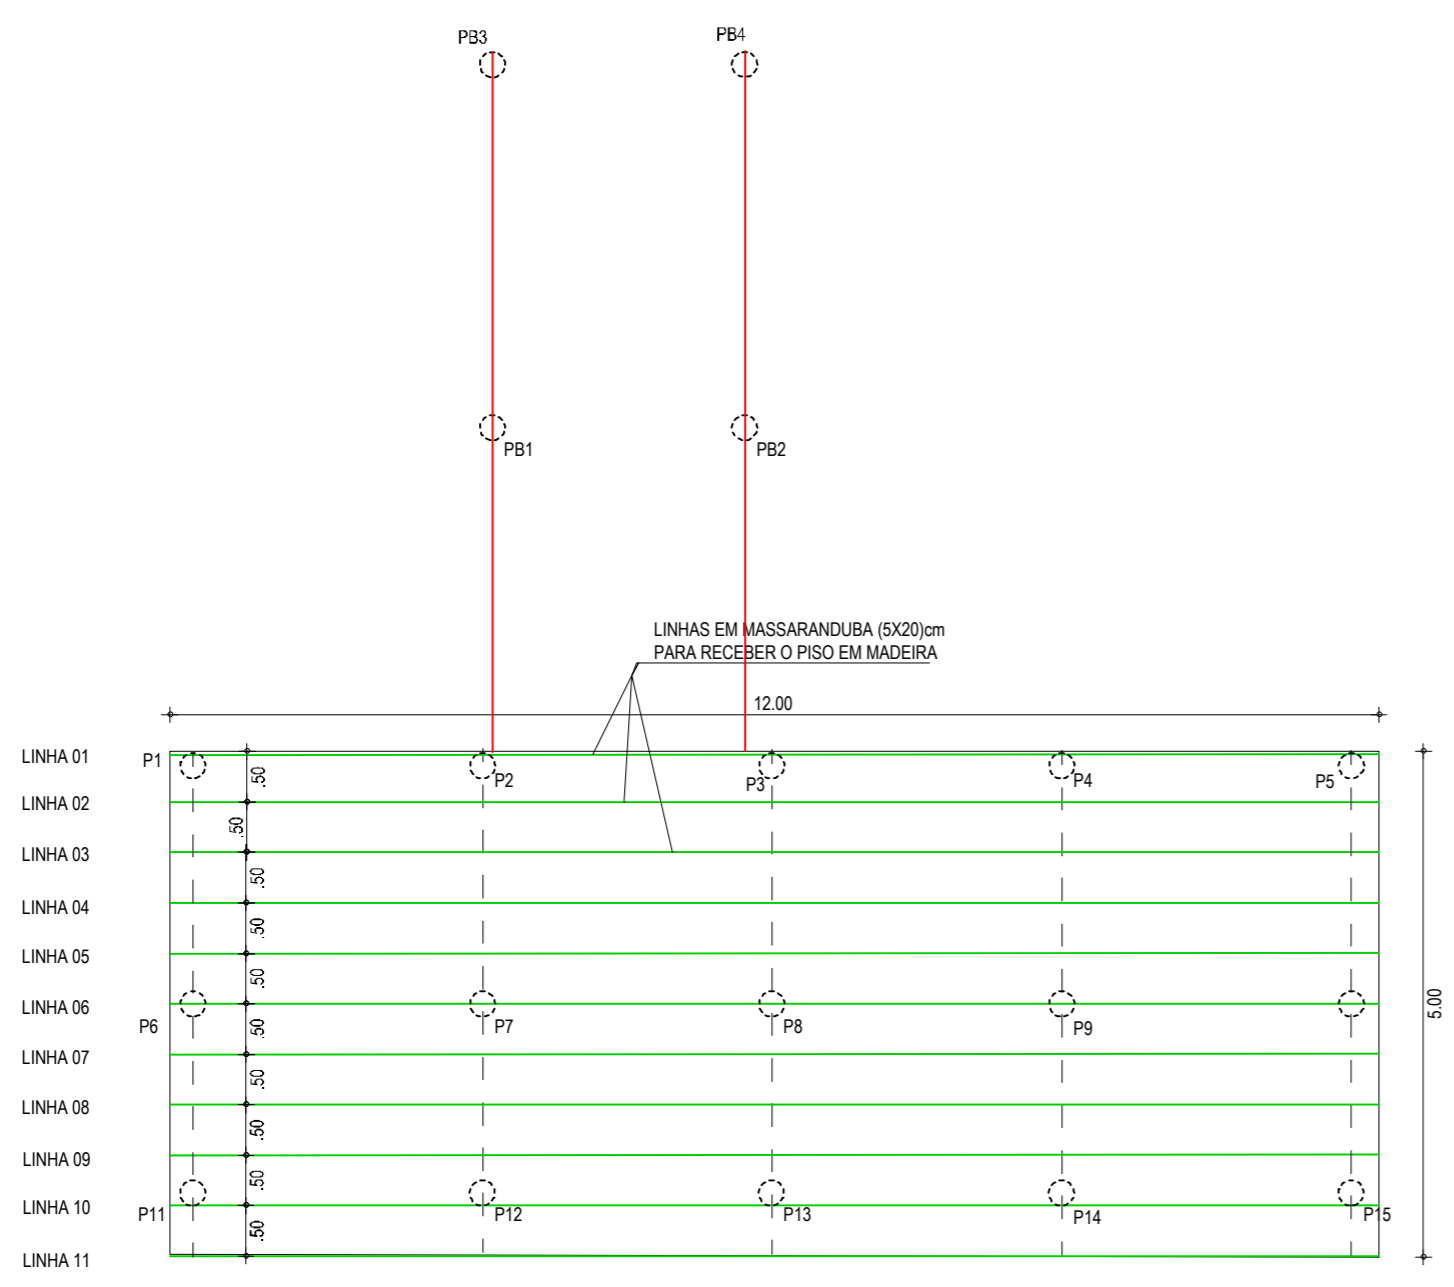 PB3
PB4
PB1
PB2
LINHAS EM MASSARANDUBA (5X20)cm
PARA RECEBER O PISO EM MADEIRA
12.00
LINHA 01
P1
P2
P3
P4
P5
.50
LINHA 02
.50
LINHA 03
.50
LINHA 04
.50
LINHA 05
.50
LINHA 06
P6
P7
P8
P9
5.00
.50
LINHA 07
.50
LINHA 08
.50
LINHA 09
.50
LINHA 10
P11
P12
P13
P14
P15
.50
LINHA 11